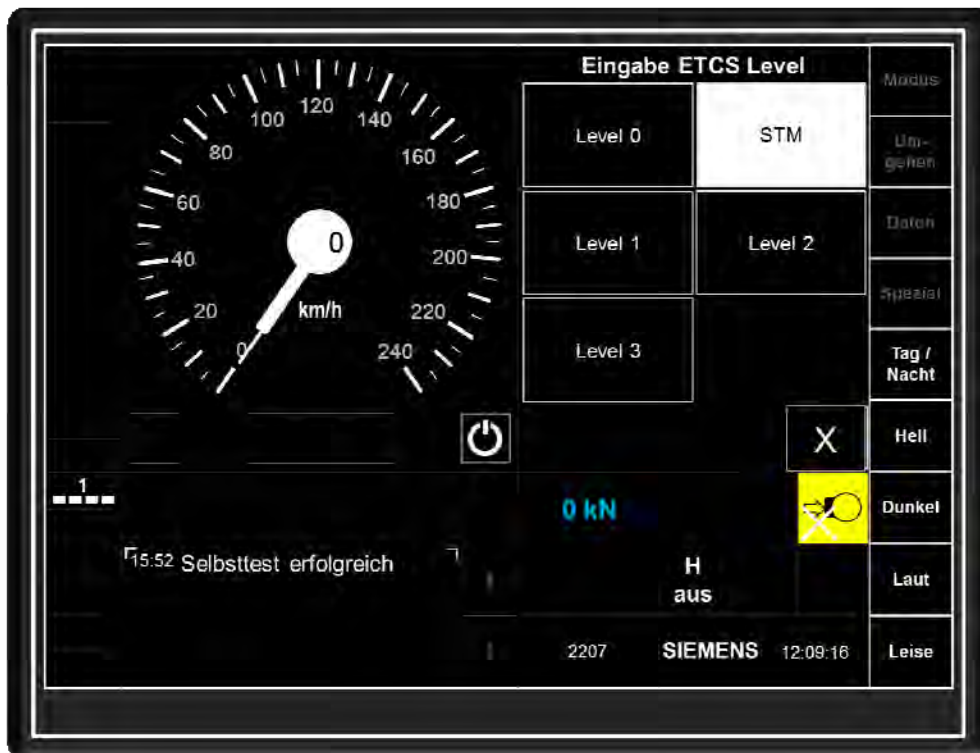 Eingabe ETCS Level
Level 0
STM
Level 1
Level 2
Level 3
X
0
km/h
0
20
40
60
80
100
120
140
160
180
200
220
240
1
15:52 Selbsttest erfolgreich
0 kN
H
aus
2207
SIEMENS
12:09:16
Modus
Um-
gehen
Daten
Spezial
Tag /
Nacht
Hell
Dunkel
Laut
Leise